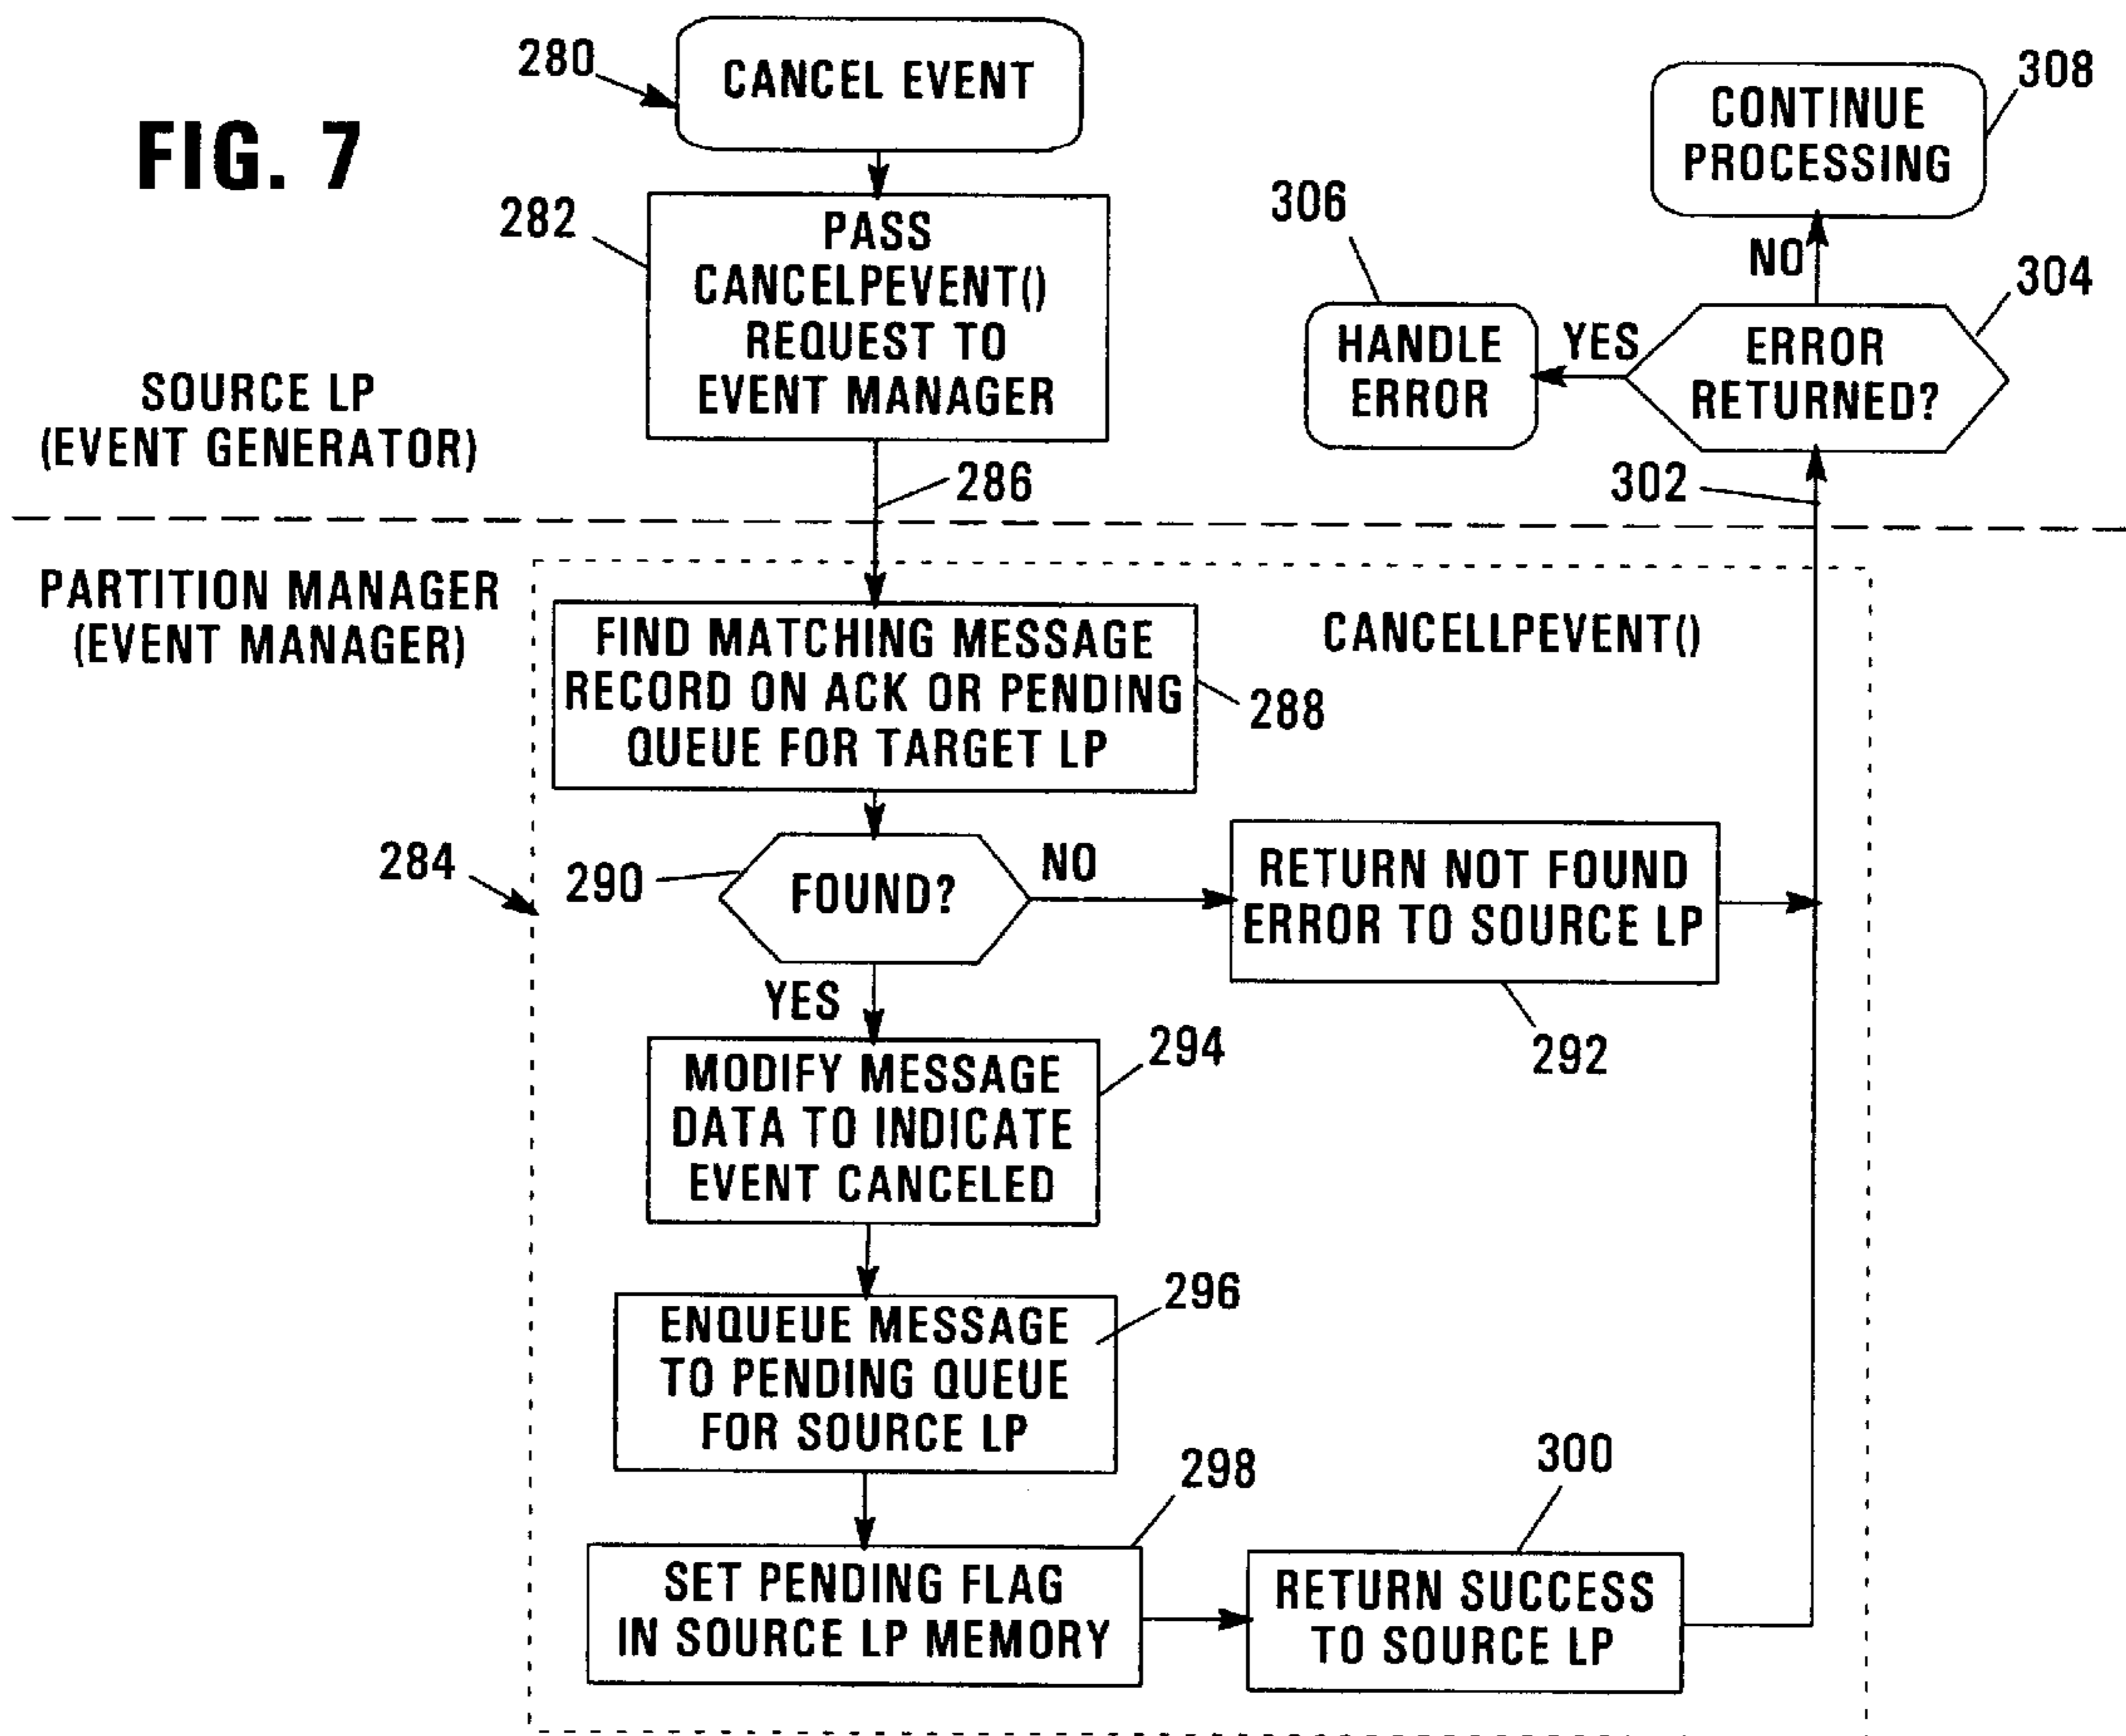 FIG. 7
280
CANCEL EVENT
282
PASS
CANCELPEVENT()
REQUEST TO
EVENT MANAGER
SOURCE LP
(EVENT GENERATOR)
286
308
CONTINUE
PROCESSING
NO
306
HANDLE
ERROR
YES
304
ERROR
RETURNED?
302
PARTITION MANAGER
(EVENT MANAGER)
CANCELLPEVENT()
FIND MATCHING MESSAGE
RECORD ON ACK OR PENDING
QUEUE FOR TARGET LP
288
284
290
FOUND?
NO
RETURN NOT FOUND
ERROR TO SOURCE LP
292
YES
MODIFY MESSAGE
DATA TO INDICATE
EVENT CANCELED
294
ENQUEUE MESSAGE
TO PENDING QUEUE
FOR SOURCE LP
296
298
SET PENDING FLAG
IN SOURCE LP MEMORY
300
RETURN SUCCESS
TO SOURCE LP